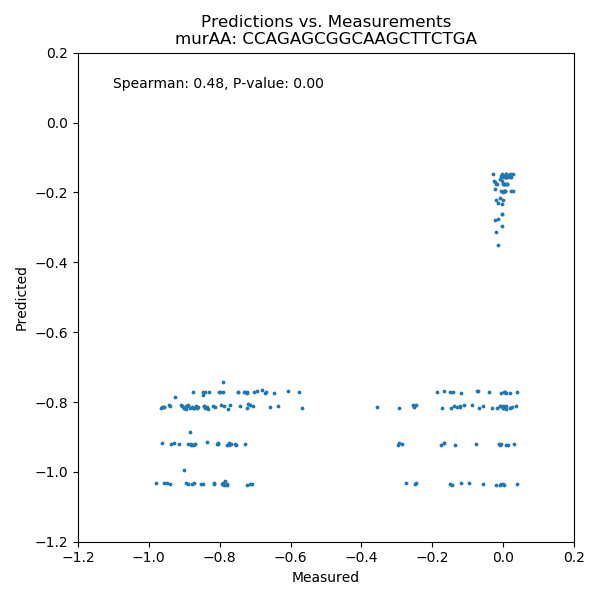 Predictions vs. Measurements
murAA: CCAGAGCGGCAAGCTTCTGA
Spearman: 0.48, P-value: 0.00
0.2
0.0
−0.2
−0.4
−0.6
−0.8
−1.0
−1.2
Predicted
−1.2 −1.0 −0.8 −0.6 −0.4 −0.2 0.0 0.2
Measured